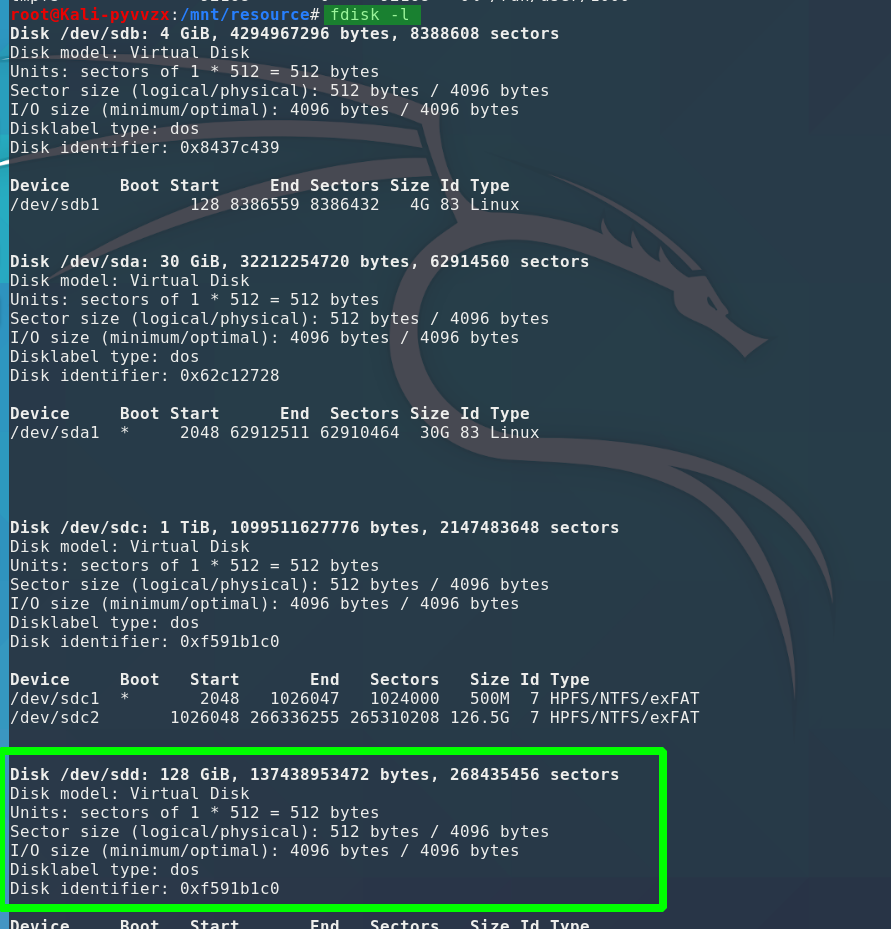 root@Kali-pyvvzx:/mnt/resource# fdisk -l
Disk /dev/sdb: 4 GiB, 4294967296 bytes, 8388608 sectors
Disk model: Virtual Disk
Units: sectors of 1 * 512 = 512 bytes
Sector size (logical/physical): 512 bytes / 4096 bytes
I/O size (minimum/optimal): 4096 bytes / 4096 bytes
Disklabel type: dos
Disk identifier: 0x8437c439
Device     Boot Start     End Sectors Size Id Type
/dev/sdb1         128 8386559 8386432   4G 83 Linux
Disk /dev/sda: 30 GiB, 32212254720 bytes, 62914560 sectors
Disk model: Virtual Disk
Units: sectors of 1 * 512 = 512 bytes
Sector size (logical/physical): 512 bytes / 4096 bytes
I/O size (minimum/optimal): 4096 bytes / 4096 bytes
Disklabel type: dos
Disk identifier: 0x62c12728
Device     Boot Start      End  Sectors Size Id Type
/dev/sda1  *     2048 62912511 62910464  30G 83 Linux
Disk /dev/sdc: 1 TiB, 1099511627776 bytes, 2147483648 sectors
Disk model: Virtual Disk
Units: sectors of 1 * 512 = 512 bytes
Sector size (logical/physical): 512 bytes / 4096 bytes
I/O size (minimum/optimal): 4096 bytes / 4096 bytes
Disklabel type: dos
Disk identifier: 0xf591b1c0
Device     Boot   Start       End   Sectors   Size Id Type
/dev/sdc1  *       2048   1026047   1024000   500M  7 HPFS/NTFS/exFAT
/dev/sdc2       1026048 266336255 265310208 126.5G  7 HPFS/NTFS/exFAT
Disk /dev/sdd: 128 GiB, 137438953472 bytes, 268435456 sectors
Disk model: Virtual Disk
Units: sectors of 1 * 512 = 512 bytes
Sector size (logical/physical): 512 bytes / 4096 bytes
I/O size (minimum/optimal): 4096 bytes / 4096 bytes
Disklabel type: dos
Disk identifier: 0xf591b1c0
Device     Boot   Start       End   Sectors   Size Id Type